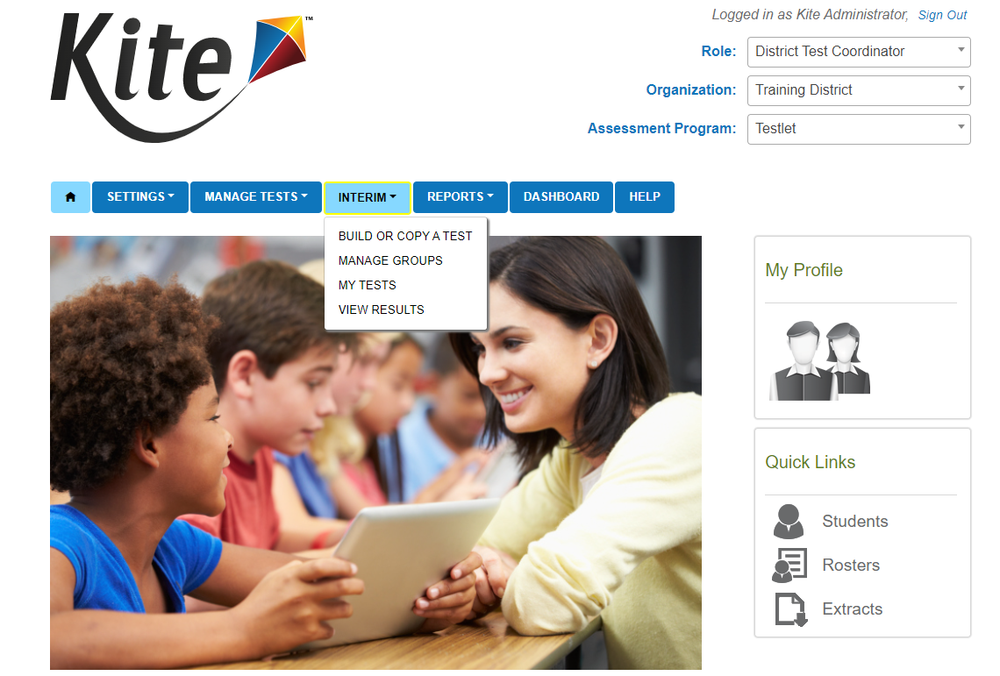 Kite™
Logged in as Kite Administrator, Sign Out
Role: District Test Coordinator
Organization: Training District
Assessment Program: Testlet
SETTINGS MANAGE TESTS INTERIM REPORTS DASHBOARD HELP
BUILD OR COPY A TEST
MANAGE GROUPS
MY TESTS
VIEW RESULTS
My Profile
Quick Links
Students
Rosters
Extracts